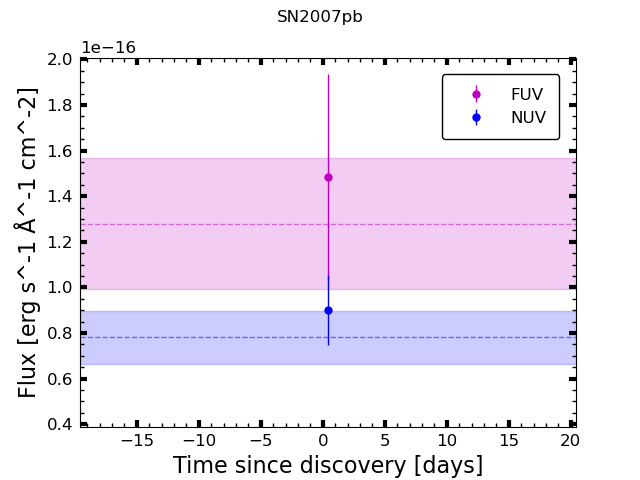 SN2007pb
1e−16
2.0
1.8
1.6
1.4
1.2
1.0
0.8
0.6
0.4
Flux [erg s^-1 Å^-1 cm^-2]
FUV
NUV
−15 −10 −5 0 5 10 15 20
Time since discovery [days]